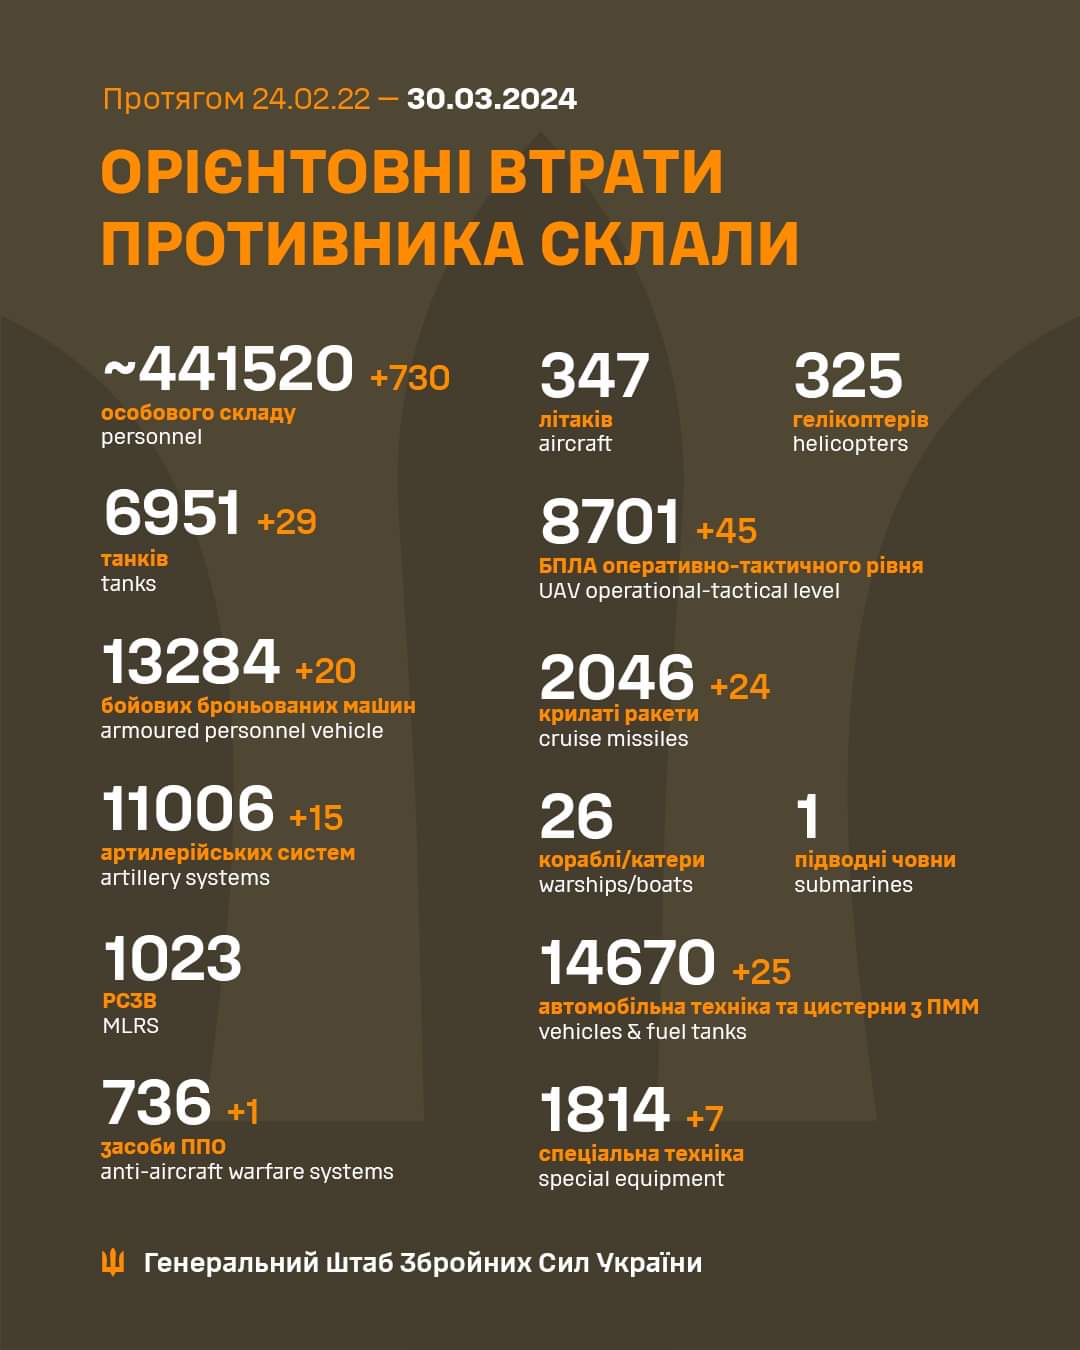 Протягом 24.02.22 — 30.03.2024
ОРІЄНТОВНІ ВТРАТИ
ПРОТИВНИКА СКЛАЛИ
~441520 +730
особового складу
personnel
347
літаків
aircraft
325
гелікоптерів
helicopters
6951 +29
танків
tanks
8701 +45
БПЛА оперативно-тактичного рівня
UAV operational-tactical level
13284 +20
бойових броньованих машин
armoured personnel vehicle
2046 +24
крилаті ракети
cruise missiles
11006 +15
артилерійських систем
artillery systems
26
кораблі/катери
warships/boats
1
підводні човни
submarines
1023
РСЗВ
MLRS
14670 +25
автомобільна техніка та цистерни з ПММ
vehicles & fuel tanks
736 +1
засоби ППО
anti-aircraft warfare systems
1814 +7
спеціальна техніка
special equipment
Генеральний штаб Збройних Сил України